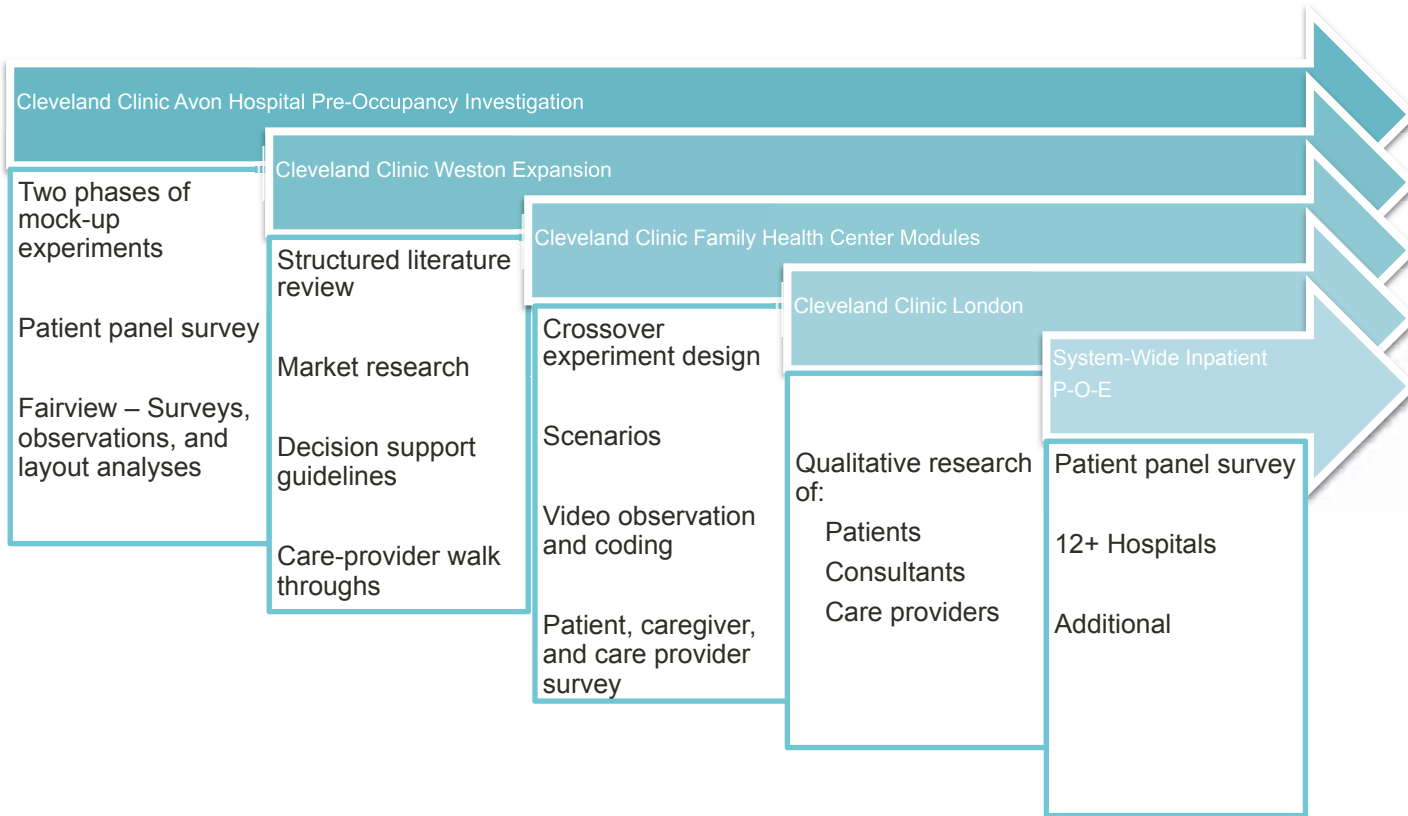 Cleveland Clinic Avon Hospital Pre-Occupancy Investigation
Two phases of
mock-up
experiments
Patient panel survey
Fairview – Surveys,
observations, and
layout analyses
Cleveland Clinic Weston Expansion
Structured literature
review
Market research
Decision support
guidelines
Care-provider walk
throughs
Cleveland Clinic Family Health Center Modules
Crossover
experiment design
Scenarios
Video observation
and coding
Patient, caregiver,
and care provider
survey
Cleveland Clinic London
Qualitative research
of:
Patients
Consultants
Care providers
System-Wide Inpatient
P-O-E
Patient panel survey
12+ Hospitals
Additional